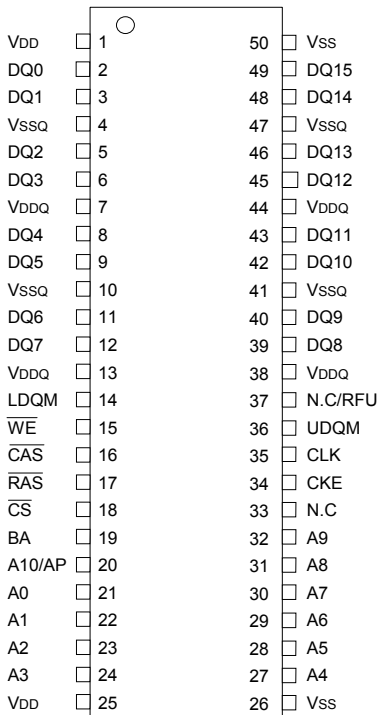 VDD 1 50 VSS
DQ0 2 49 DQ15
DQ1 3 48 DQ14
VSSQ 4 47 VSSQ
DQ2 5 46 DQ13
DQ3 6 45 DQ12
VDDQ 7 44 VDDQ
DQ4 8 43 DQ11
DQ5 9 42 DQ10
VSSQ 10 41 VSSQ
DQ6 11 40 DQ9
DQ7 12 39 DQ8
VDDQ 13 38 VDDQ
LDQM 14 37 N.C/RFU
W̅E̅ 15 36 UDQM
C̅A̅S̅ 16 35 CLK
R̅A̅S̅ 17 34 CKE
C̅S̅ 18 33 N.C
BA 19 32 A9
A10/AP 20 31 A8
A0 21 30 A7
A1 22 29 A6
A2 23 28 A5
A3 24 27 A4
VDD 25 26 VSS